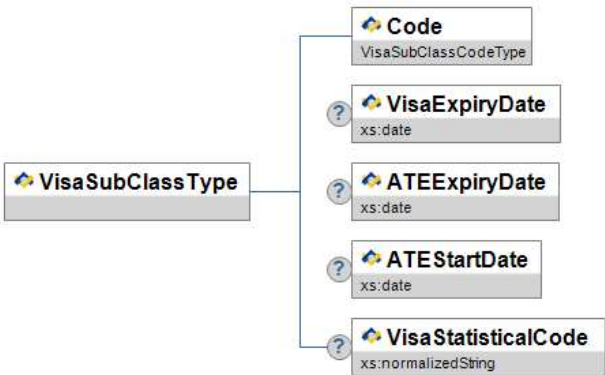 Code
VisaSubClassCodeType
? VisaExpiryDate
xs:date
VisaSubClassType
? ATEExpiryDate
xs:date
? ATEStartDate
xs:date
? VisaStatisticalCode
xs:normalizedString